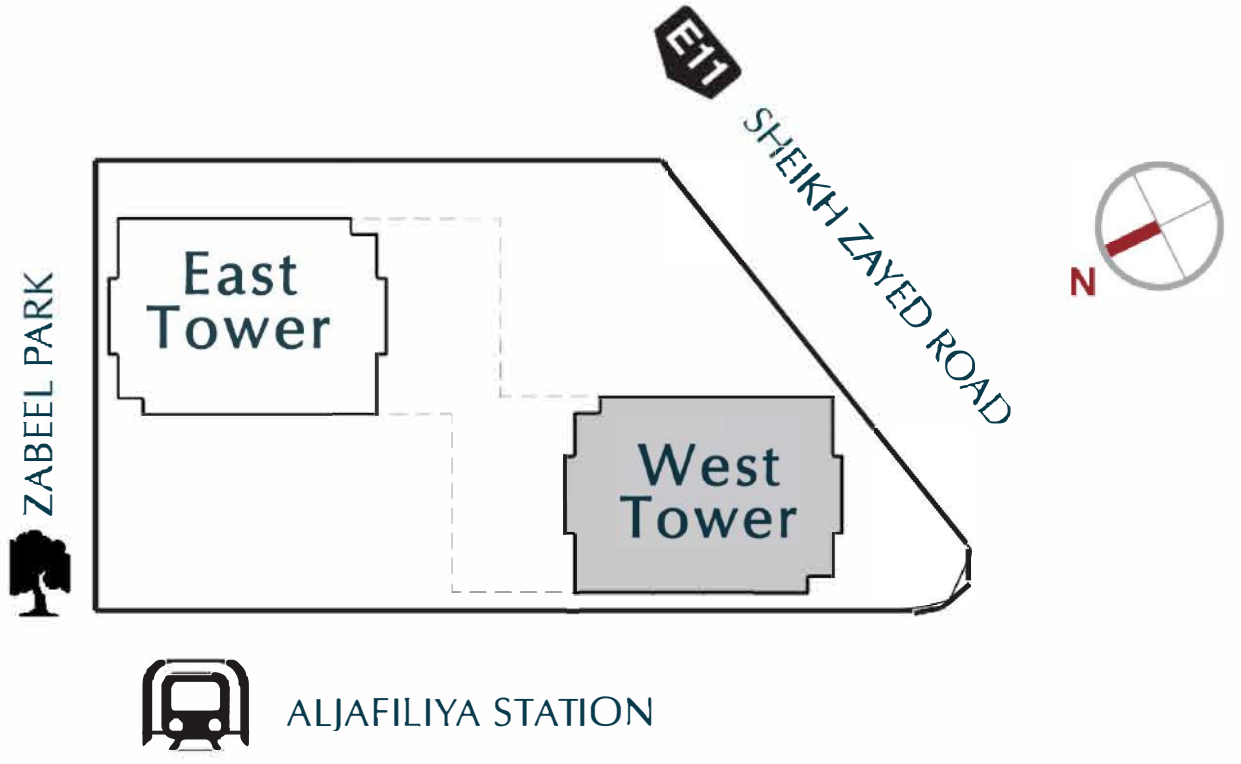 E11
SHEIKH ZAYED ROAD
N
East
Tower
ZABEEL PARK
West
Tower
ALJAFILIYA STATION